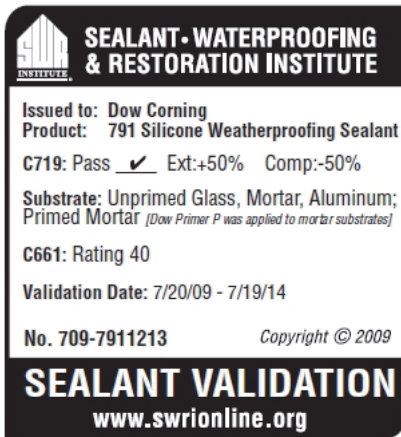 SWR
INSTITUTE
SEALANT • WATERPROOFING
& RESTORATION INSTITUTE
Issued to: Dow Corning
Product: 791 Silicone Weatherproofing Sealant
C719: Pass ✔ Ext:+50% Comp:-50%
Substrate: Unprimed Glass, Mortar, Aluminum;
Primed Mortar [Dow Primer P was applied to mortar substrates]
C661: Rating 40
Validation Date: 7/20/09 - 7/19/14
No. 709-7911213 Copyright © 2009
SEALANT VALIDATION
www.swrionline.org